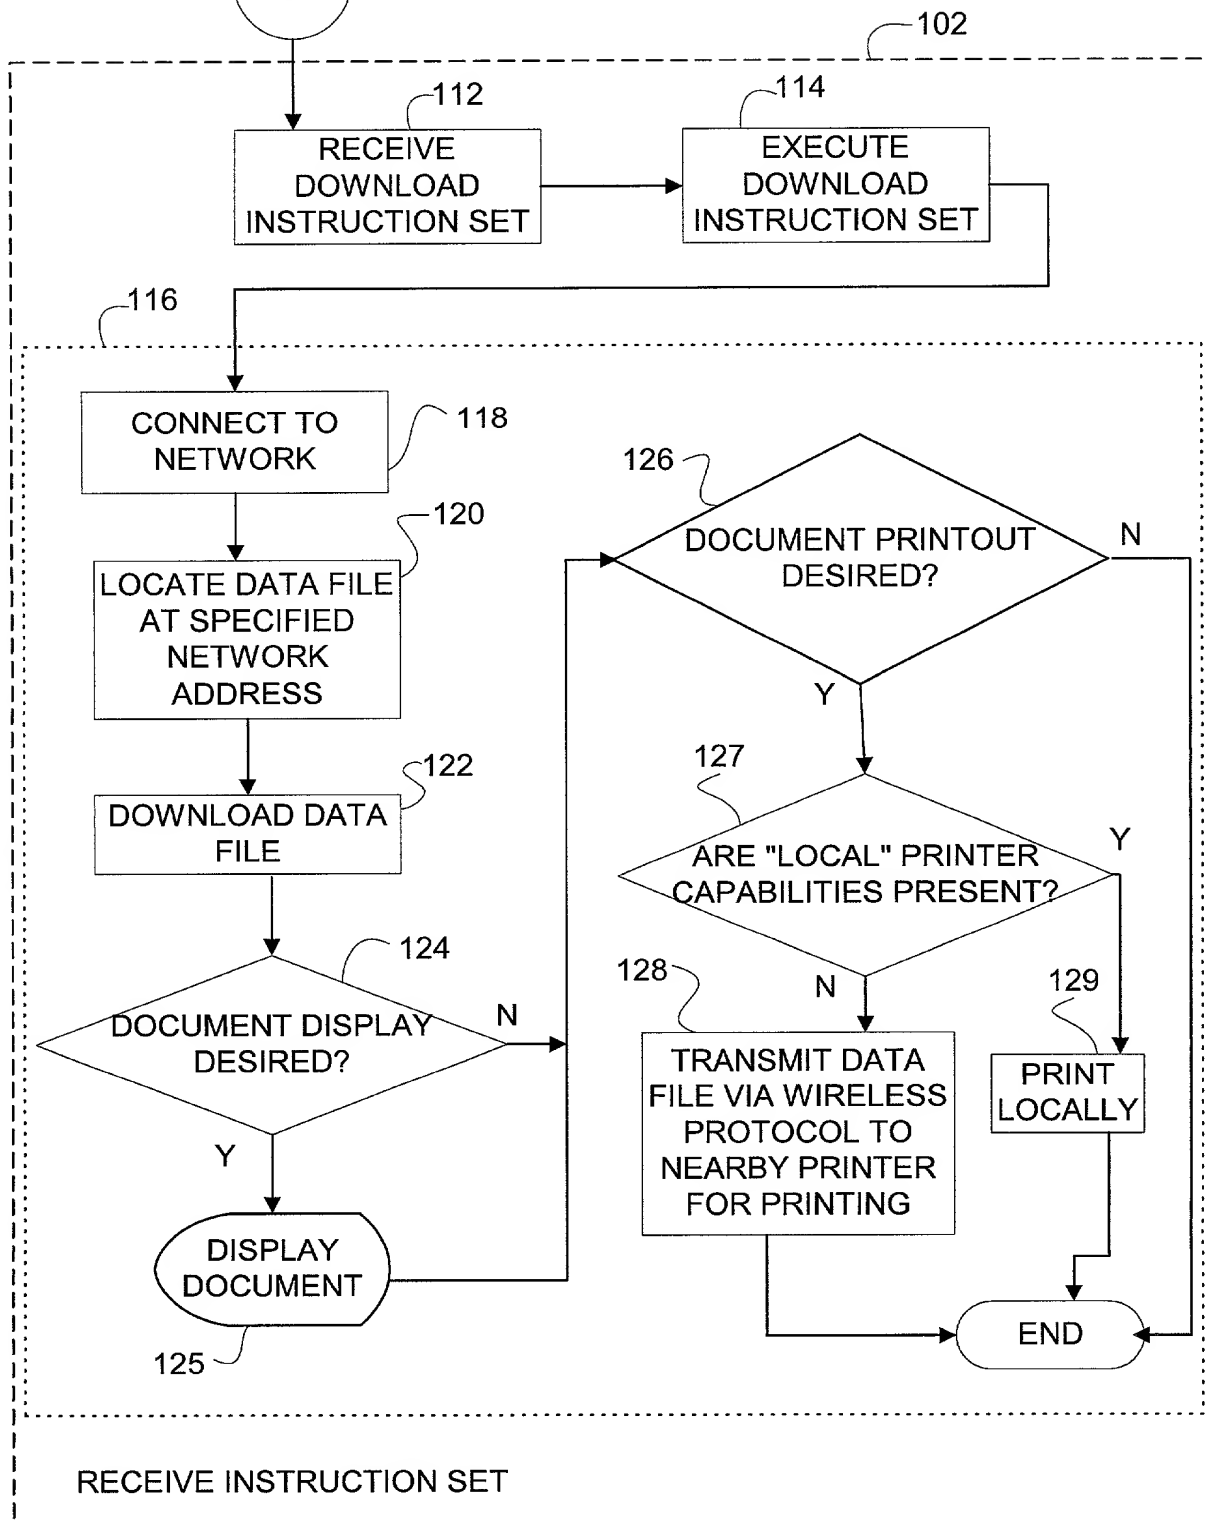 102
112
RECEIVE
DOWNLOAD
INSTRUCTION SET
114
EXECUTE
DOWNLOAD
INSTRUCTION SET
116
CONNECT TO
NETWORK
118
120
LOCATE DATA FILE
AT SPECIFIED
NETWORK
ADDRESS
122
DOWNLOAD DATA
FILE
124
DOCUMENT DISPLAY
DESIRED?
N
Y
DISPLAY
DOCUMENT
125
126
DOCUMENT PRINTOUT
DESIRED?
N
Y
127
ARE "LOCAL" PRINTER
CAPABILITIES PRESENT?
Y
N
128
TRANSMIT DATA
FILE VIA WIRELESS
PROTOCOL TO
NEARBY PRINTER
FOR PRINTING
129
PRINT
LOCALLY
END
RECEIVE INSTRUCTION SET